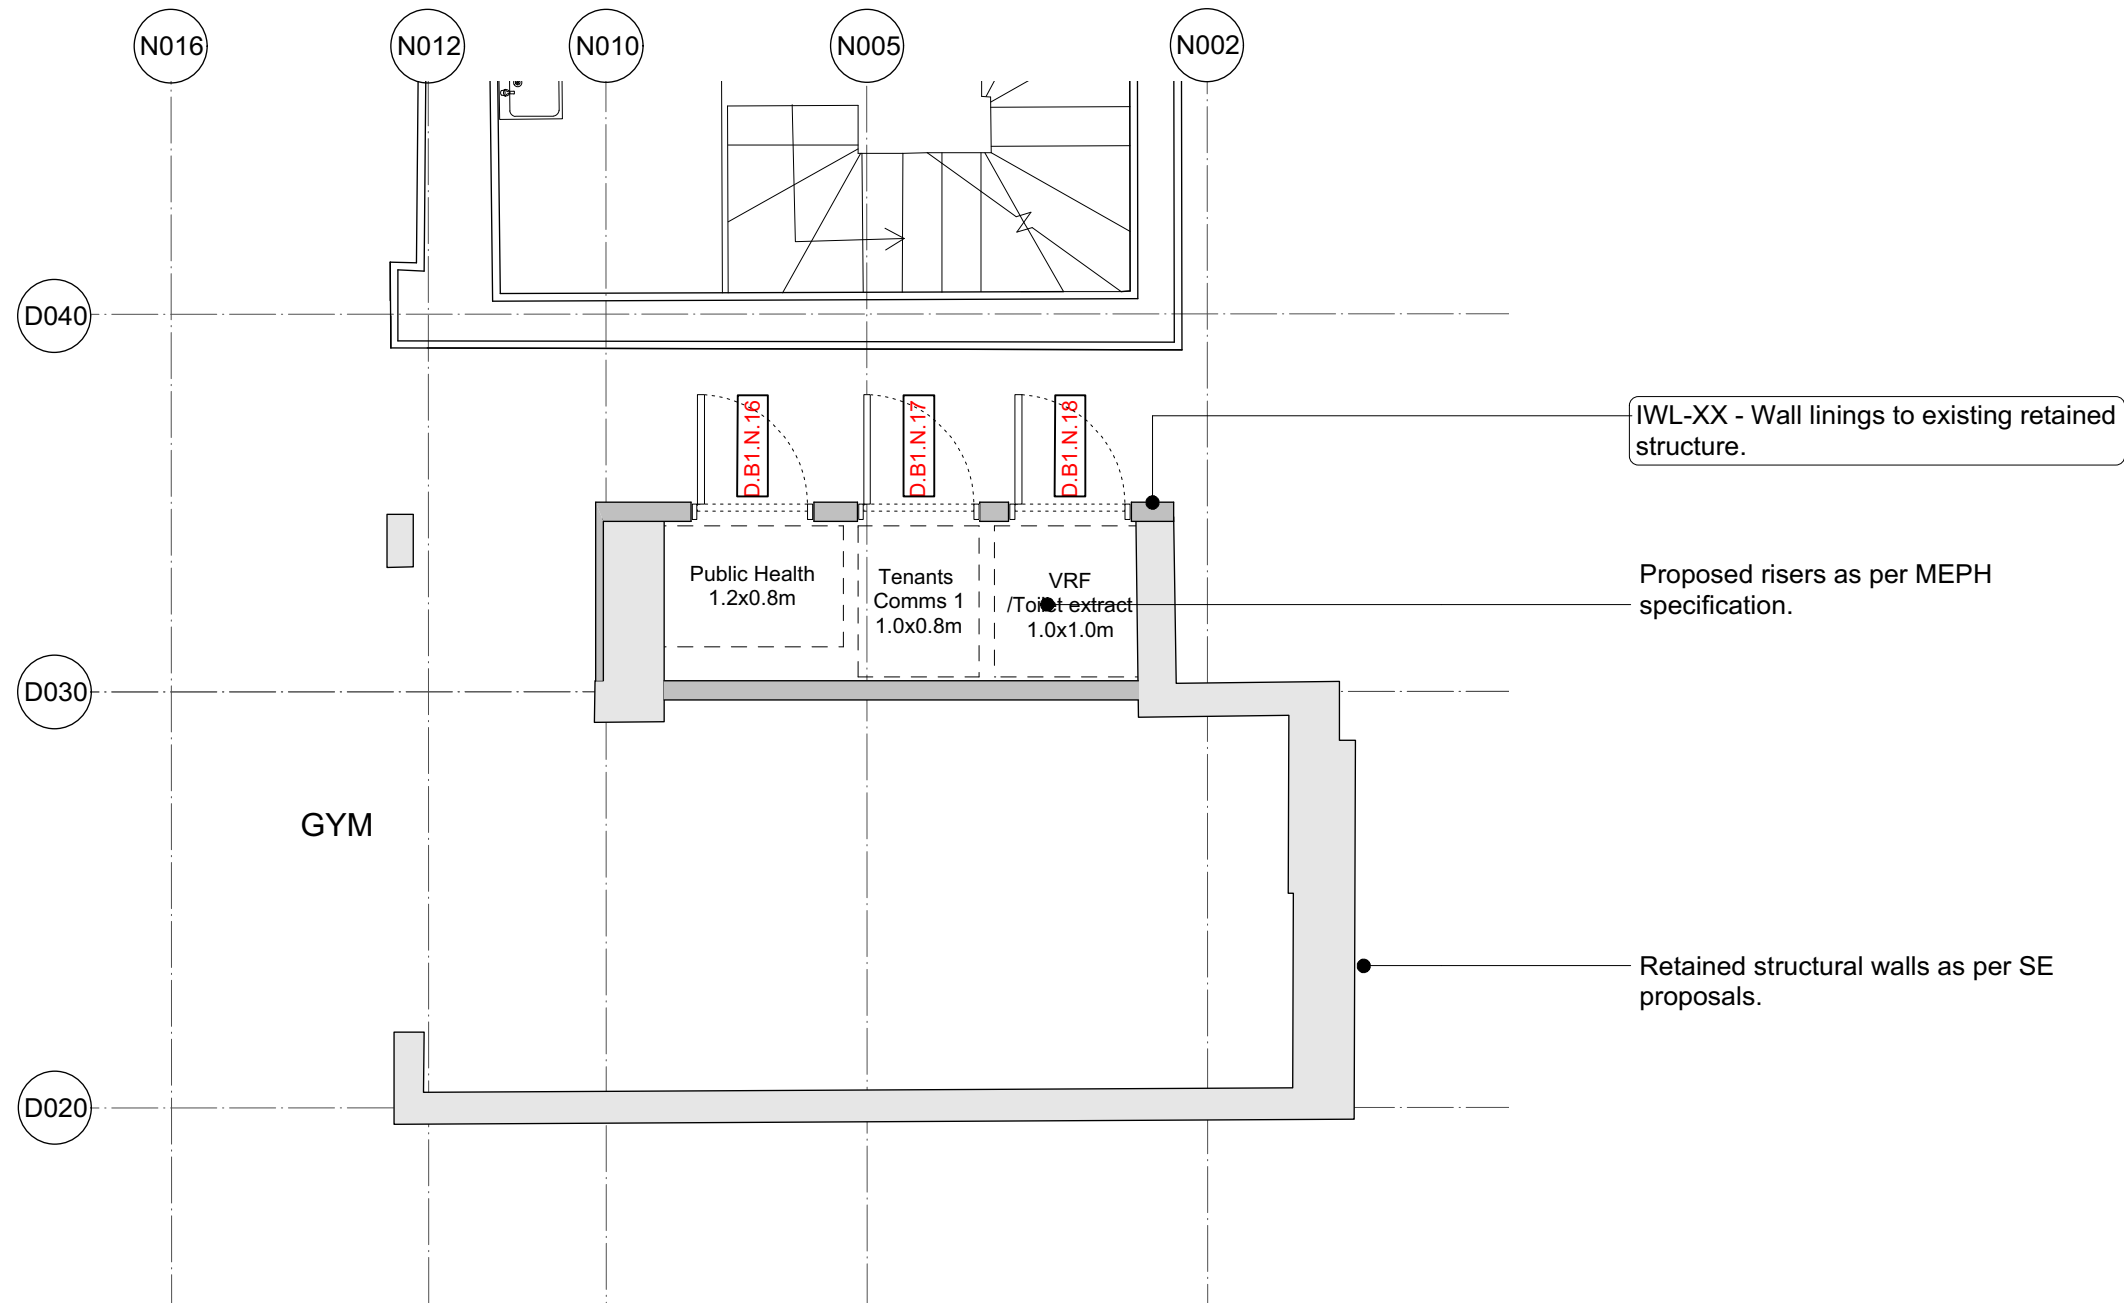 N016
N012
N010
N005
N002
D040
D.B1.N.16
D.B1.N.17
D.B1.N.18
IWL-XX - Wall linings to existing retained
structure.
Public Health
1.2x0.8m
Tenants
Comms 1
1.0x0.8m
VRF
/Toilet extract
1.0x1.0m
Proposed risers as per MEPH
specification.
D030
GYM
Retained structural walls as per SE
proposals.
D020